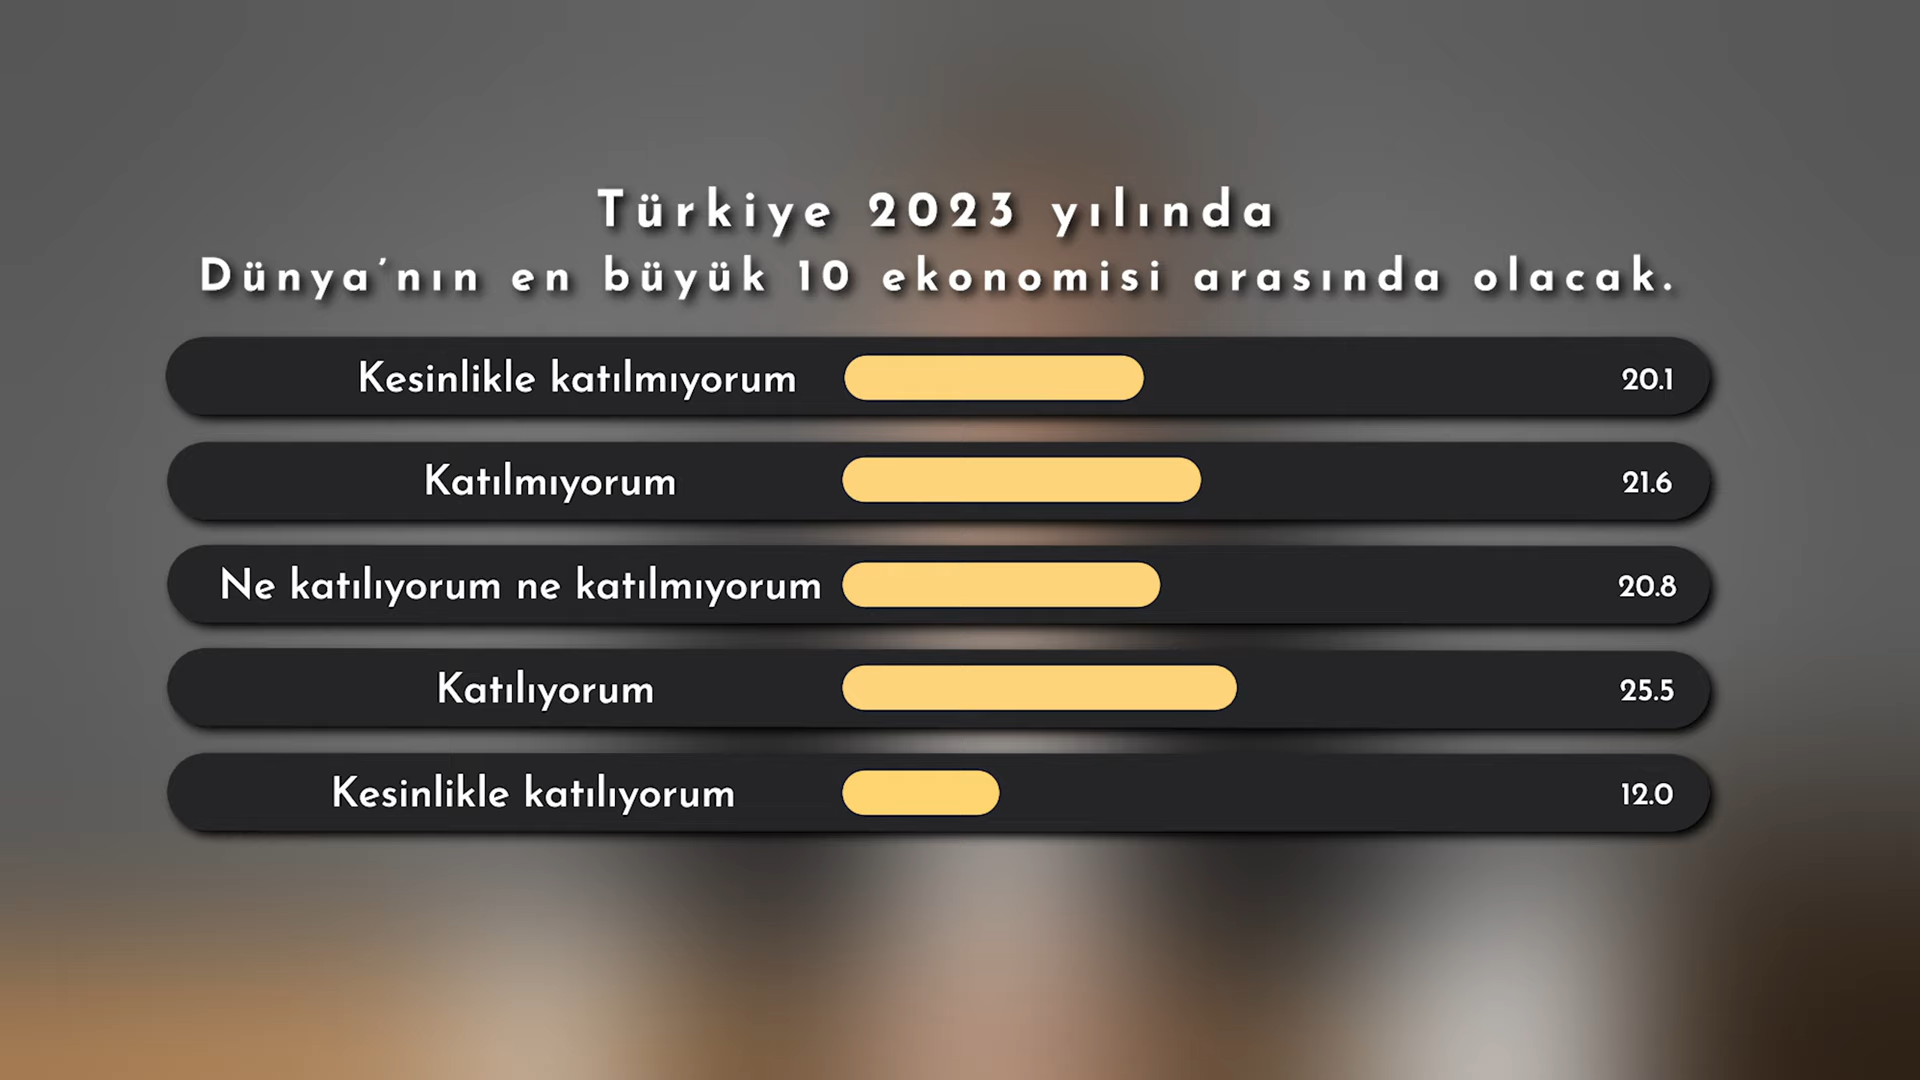 Türkiye 2023 yılında
Dünya'nın en büyük 10 ekonomisi arasında olacak.
Kesinlikle katılmıyorum 20.1
Katılmıyorum 21.6
Ne katılıyorum ne katılmıyorum 20.8
Katılıyorum 25.5
Kesinlikle katılıyorum 12.0